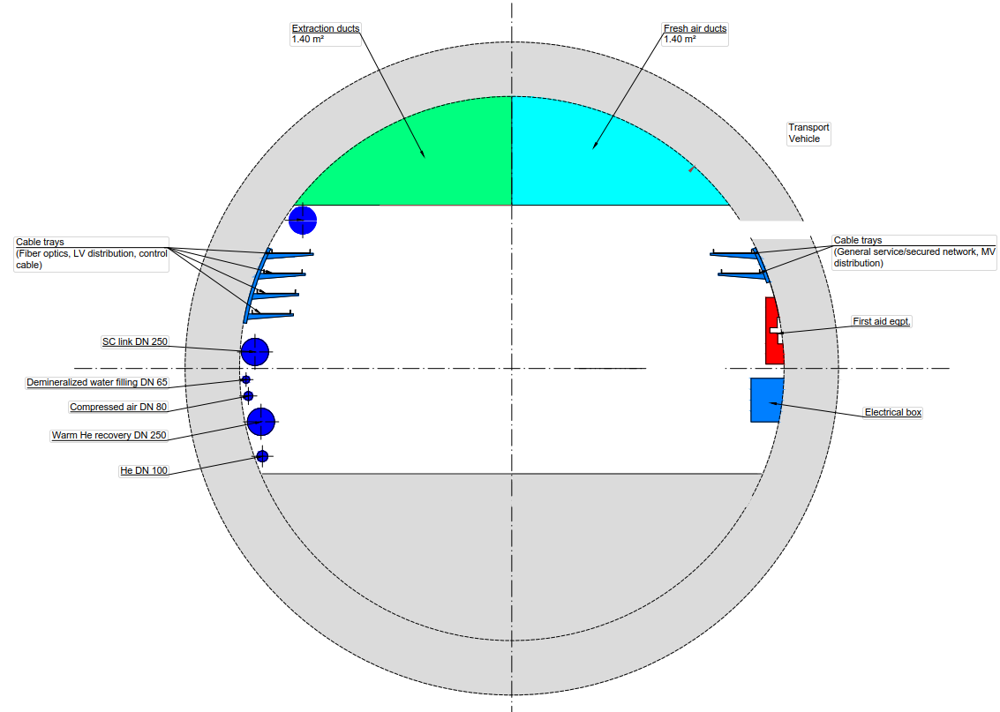 Extraction ducts
1.40 m²
Fresh air ducts
1.40 m²
Transport
Vehicle
Cable trays
(Fiber optics, LV distribution, control
cable)
Cable trays
(General service/secured network, MV
distribution)
First aid eqpt.
SC link DN 250
Demineralized water filling DN 65
Compressed air DN 80
Electrical box
Warm He recovery DN 250
He DN 100